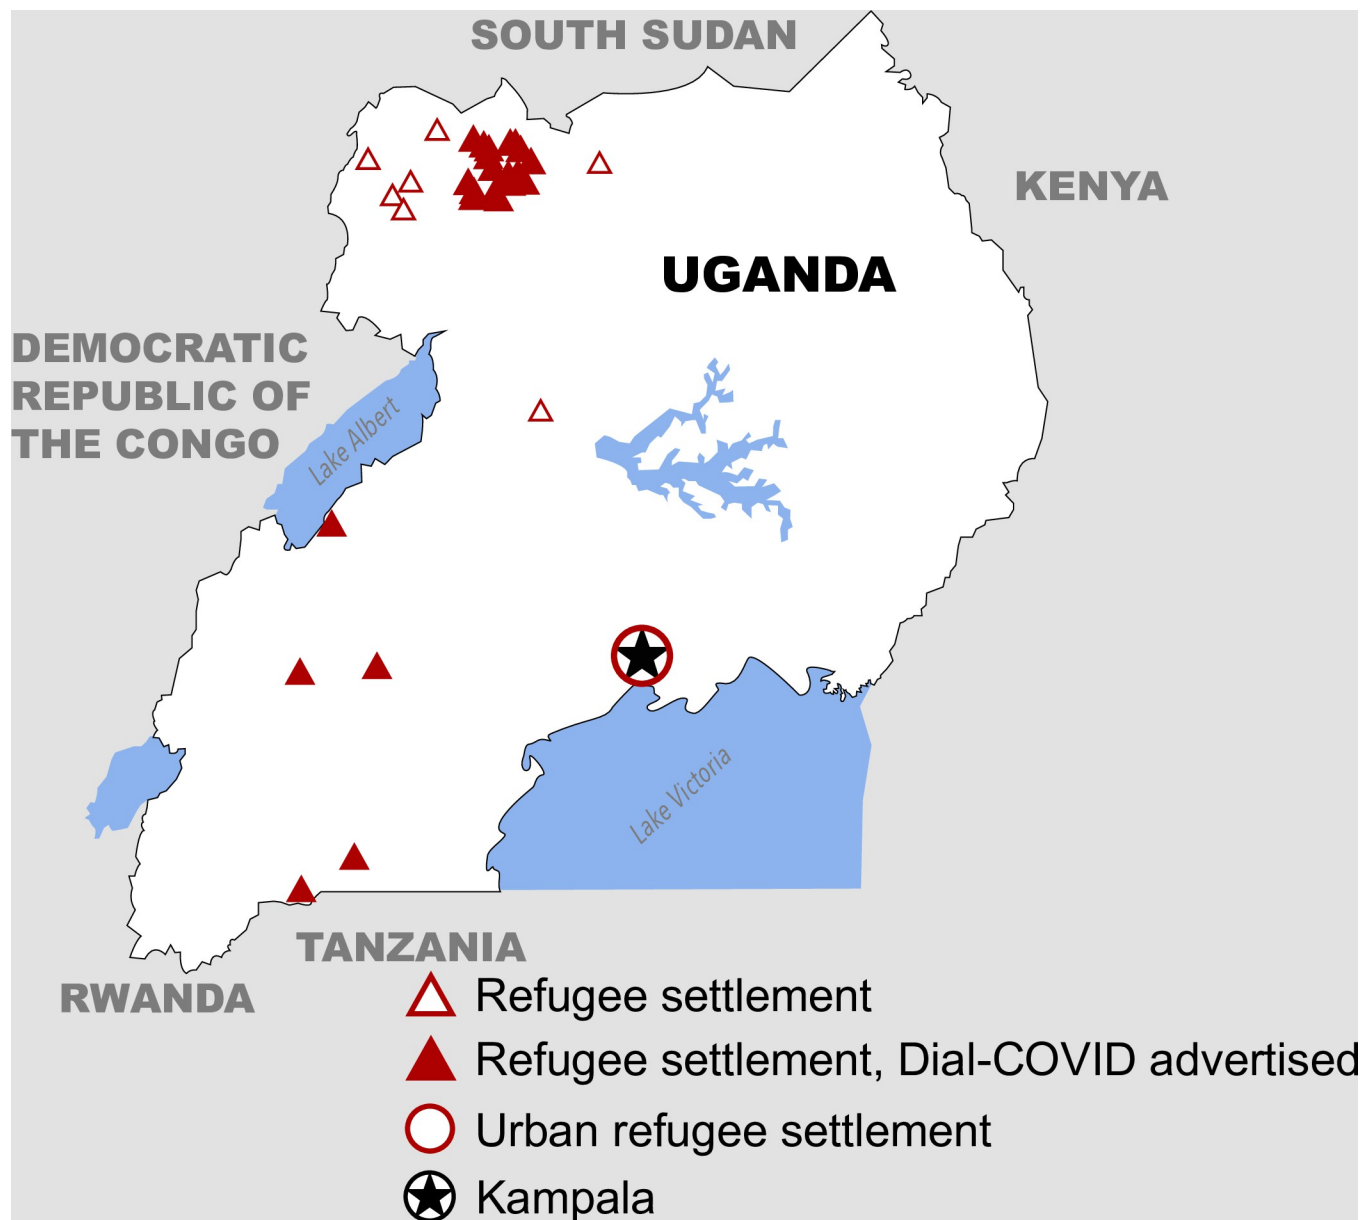 SOUTH SUDAN
KENYA
UGANDA
DEMOCRATIC
REPUBLIC OF
THE CONGO
Lake Albert
Lake Victoria
TANZANIA
RWANDA
Refugee settlement
Refugee settlement, Dial-COVID advertised
Urban refugee settlement
Kampala